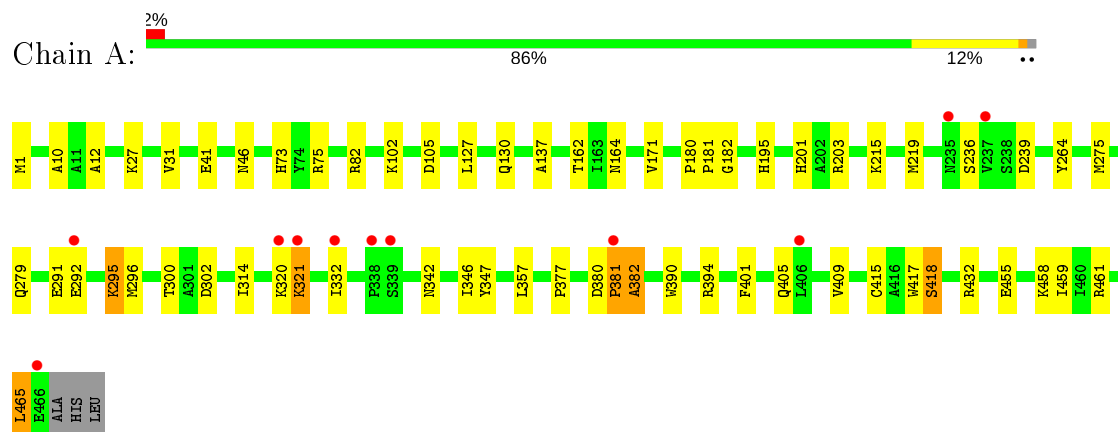 2%
Chain A:
86% 12% ••
M1 A10 A11 A12 K27 V31 E41 N46 H73 Y74 R75 R82 K102 D105 L127 Q130 A137 T162 I163 N164 V171 P180 P181 G182 H195 H201 A202 R203 K215 M219 N235 S236 V237 S238 D239 Y264 M275
Q279 E291 E292 K295 M296 T300 A301 D302 I314 K320 K321 I332 P338 S339 N342 I346 Y347 L357 P377 D380 P381 A382 W390 R394 F401 Q405 L406 V409 C415 A416 W417 S418 R432 E455 K458 I459 I460 R461
L465 E466 ALA HIS LEU